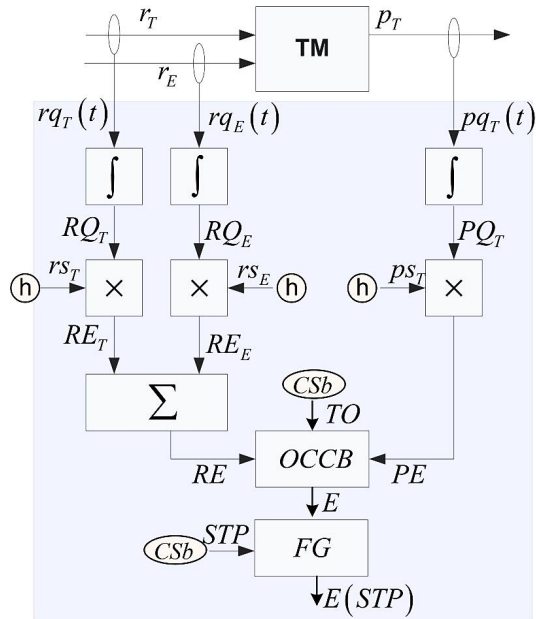 r_T
TM
p_T
r_E
rq_T(t)
rq_E(t)
pq_T(t)
∫
∫
∫
RQ_T
RQ_E
PQ_T
h
rs_T
×
×
rs_E
h
h
ps_T
×
RE_T
RE_E
∑
CSb
TO
RE
OCCB
PE
E
CSb
STP
FG
E(STP)